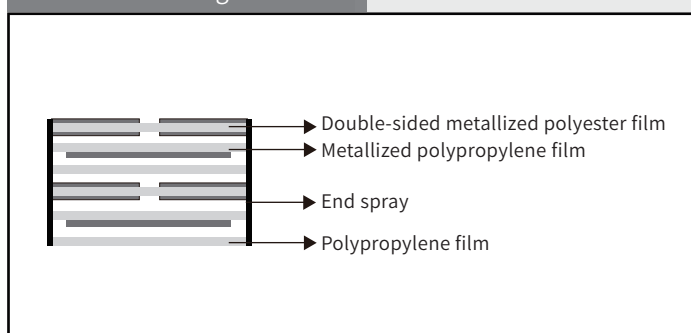 Double-sided metallized polyester film
Metallized polypropylene film
End spray
Polypropylene film